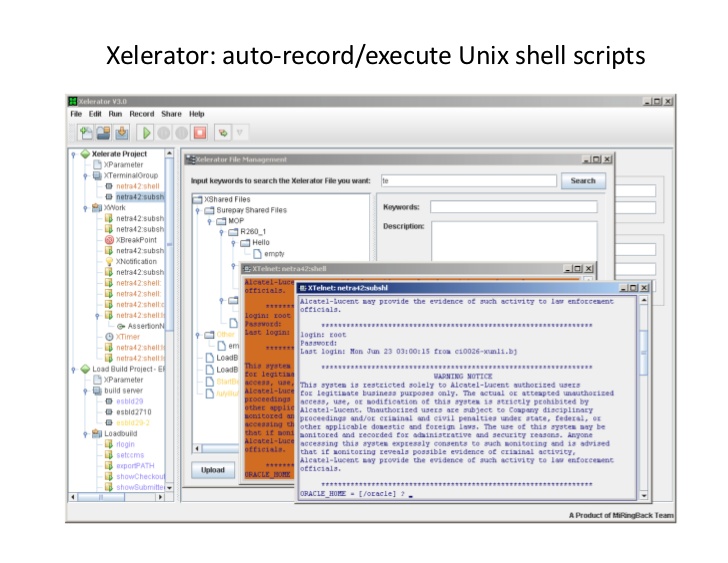 Xelerator: auto-record/execute Unix shell scripts
Xelerator V3.0
File Edit Run Record Share Help
Xelerate Project
XParameter
XTerminalGroup
netra42:shell
netra42:subsh
XWork
netra42:subsh
netra42:subsh
XBreakPoint
netra42:subsh
XNotification
netra42:subsh
netra42:shell:
netra42:shell:
netra42:shell:
netra42:shell:
AssertionN
XTimer
netra42:shell:
netra42:shell:
Load Build Project - E
XParameter
build server
esbld29
esbld2710
esbld29-2
Loadbuild
rlogin
setccms
exportPATH
showCheckout
showSubmitte
Xelerator File Management
Input keywords to search the Xelerator File you want:
te
Search
XShared Files
Surepay Shared Files
MOP
R260_1
Hello
empty
Other
em
LoadB
LoadB
Upload
Keywords:
Description:
XTelnet: netra42:shell
Alcatel-Luce
officials.
*******
login: root
Password:
Last login:
*******
This system
for legitima
access, use,
Alcatel-Luce
proceedings
other applic
monitored an
accessing th
that if moni
Alcatel-Luce
officials.
*******
ORACLE_HOME
XTelnet: netra42:subshl
Alcatel-Lucent may provide the evidence of such activity to law enforcement
officials.
login: root
Password:
Last login: Mon Jun 23 03:00:15 from ci0026-xunli.bj
WARNING NOTICE
This system is restricted solely to Alcatel-Lucent authorized users
for legitimate business purposes only. The actual or attempted unauthorized
access, use, or modification of this system is strictly prohibited by
Alcatel-Lucent. Unauthorized users are subject to Company disciplinary
proceedings and/or criminal and civil penalties under state, federal, or
other applicable domestic and foreign laws. The use of this system may be
monitored and recorded for administrative and security reasons. Anyone
accessing this system expressly consents to such monitoring and is advised
that if monitoring reveals possible evidence of criminal activity,
Alcatel-Lucent may provide the evidence of such activity to law enforcement
officials.
ORACLE_HOME = [/oracle] ? _
A Product of MiRingBack Team